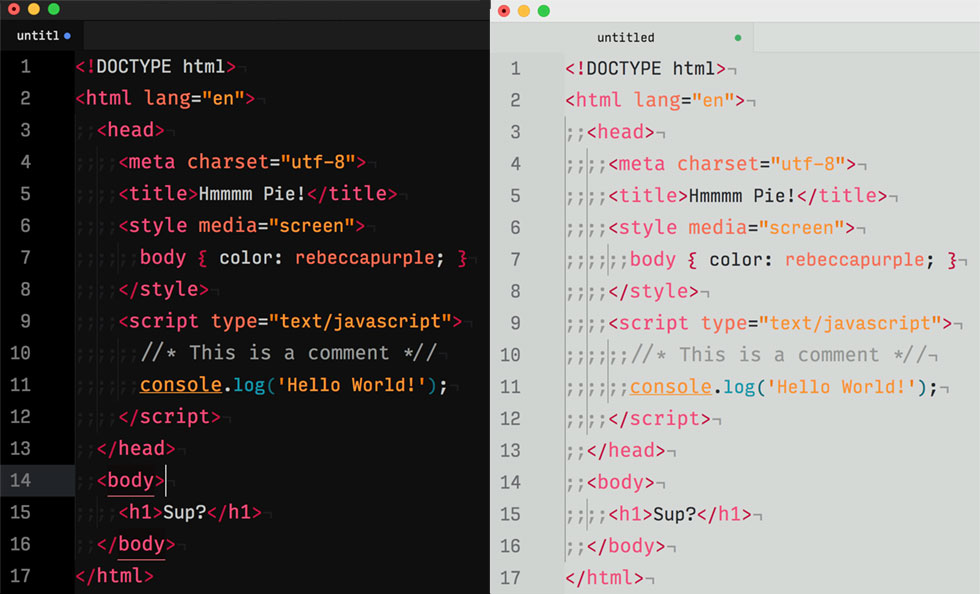 untitl
1 <!DOCTYPE html>
2 <html lang="en">
3 <head>
4 <meta charset="utf-8">
5 <title>Hmmmm Pie!</title>
6 <style media="screen">
7 body { color: rebeccapurple; }
8 </style>
9 <script type="text/javascript">
10 //* This is a comment *//
11 console.log('Hello World!');
12 </script>
13 </head>
14 <body>
15 <h1>Sup?</h1>
16 </body>
17 </html>
untitled
1 <!DOCTYPE html>
2 <html lang="en">
3 <head>
4 <meta charset="utf-8">
5 <title>Hmmmm Pie!</title>
6 <style media="screen">
7 body { color: rebeccapurple; }
8 </style>
9 <script type="text/javascript">
10 //* This is a comment *//
11 console.log('Hello World!');
12 </script>
13 </head>
14 <body>
15 <h1>Sup?</h1>
16 </body>
17 </html>